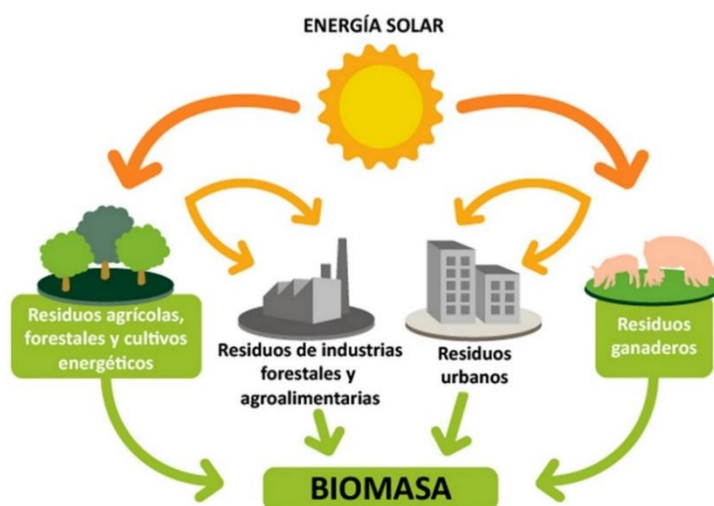 ENERGÍA SOLAR
Residuos agrícolas,
forestales y cultivos
energéticos
Residuos de industrias
forestales y
agroalimentarias
Residuos
urbanos
Residuos
ganaderos
BIOMASA